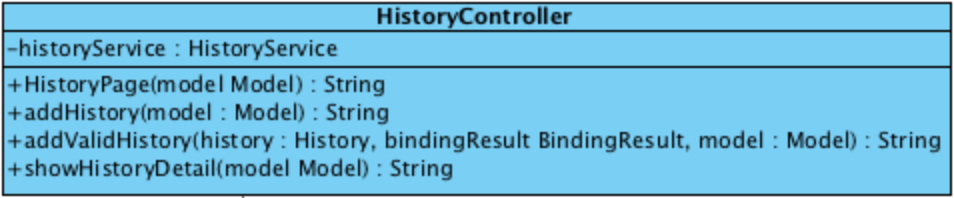 HistoryController
-historyService : HistoryService
+HistoryPage(model Model) : String
+addHistory(model : Model) : String
+addValidHistory(history : History, bindingResult BindingResult, model : Model) : String
+showHistoryDetail(model Model) : String